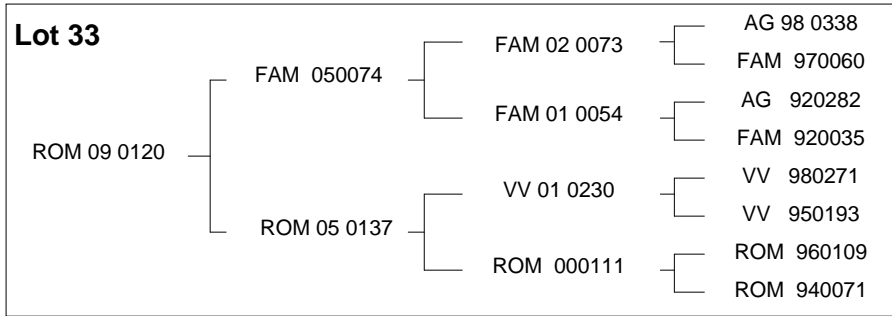 Lot 33
AG 98 0338
FAM 02 0073
FAM 970060
FAM 050074
AG 920282
FAM 01 0054
FAM 920035
ROM 09 0120
VV 980271
VV 01 0230
VV 950193
ROM 05 0137
ROM 960109
ROM 000111
ROM 940071